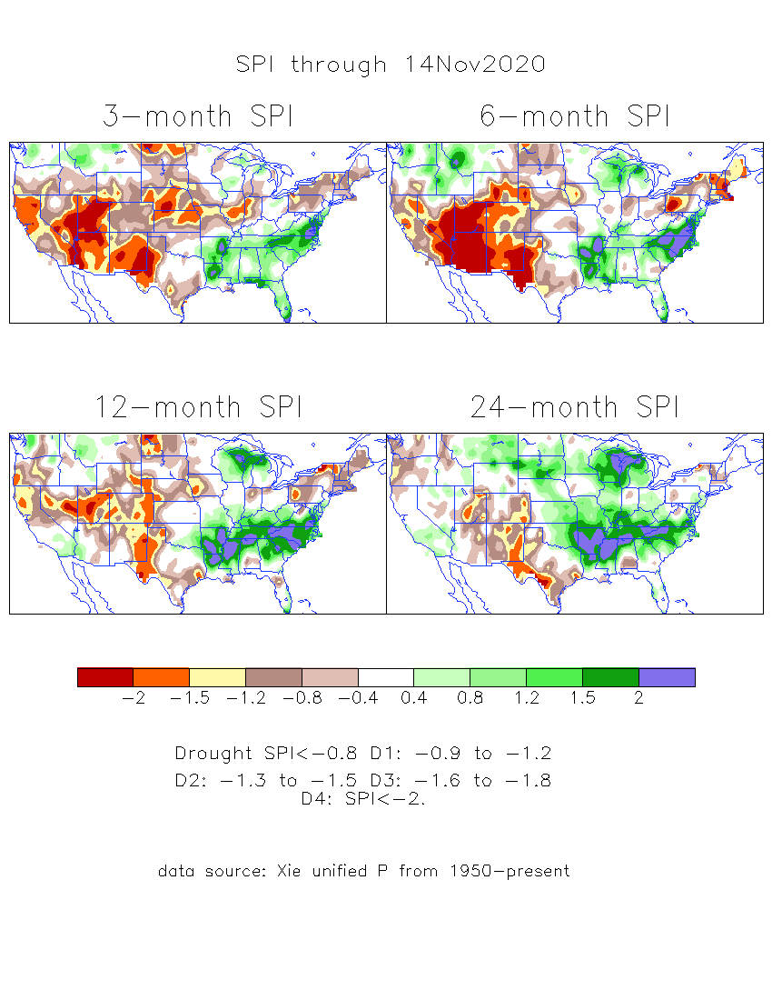 SPI through 14Nov2020
3-month SPI
6-month SPI
12-month SPI
24-month SPI
-2 -1.5 -1.2 -0.8 -0.4 0.4 0.8 1.2 1.5 2
Drought SPI<-0.8 D1: -0.9 to -1.2
D2: -1.3 to -1.5 D3: -1.6 to -1.8
D4: SPI<-2.
data source: Xie unified P from 1950-present